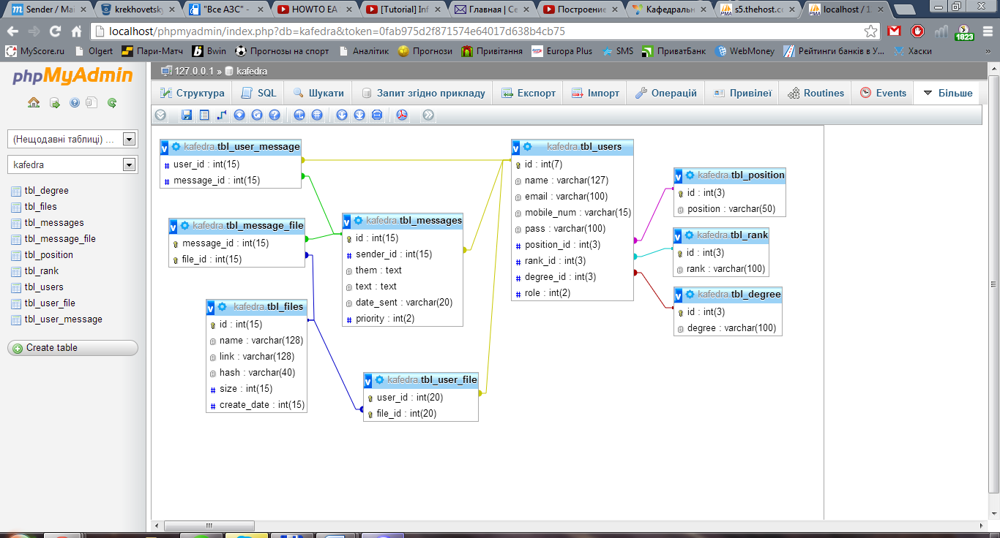 Sender / Mai
krekhovetsky
"Все АЗС" -
HOWTO EA
[Tutorial] Inf
Главная | Се
Построение
Кафедральн
s5.thehost.co
localhost / 1
localhost/phpmyadmin/index.php?db=kafedra&token=0fab975d2f871574e64017d638b4cb75
1823
MyScore.ru
Olgert
Пари-Матч
Bwin
Прогнозы на спорт
Аналітик
Прогнози
Привітання
Europa Plus
SMS
ПриватБанк
WebMoney
Рейтинги банків в У...
Хаски
»
phpMyAdmin
(Нещодавні таблиці) ...
kafedra
tbl_degree
tbl_files
tbl_messages
tbl_message_file
tbl_position
tbl_rank
tbl_users
tbl_user_file
tbl_user_message
Create table
127.0.0.1 » kafedra
Структура
SQL
Шукати
Запит згідно прикладу
Експорт
Імпорт
Операцій
Привілеї
Routines
Events
Більше
v kafedra.tbl_user_message
# user_id : int(15)
# message_id : int(15)
v kafedra.tbl_message_file
message_id : int(15)
file_id : int(15)
v kafedra.tbl_files
id : int(15)
name : varchar(128)
link : varchar(128)
hash : varchar(40)
# size : int(15)
# create_date : int(15)
v kafedra.tbl_messages
id : int(15)
# sender_id : int(15)
them : text
text : text
date_sent : varchar(20)
# priority : int(2)
v kafedra.tbl_user_file
user_id : int(20)
file_id : int(20)
v kafedra.tbl_users
id : int(7)
name : varchar(127)
email : varchar(100)
mobile_num : varchar(15)
pass : varchar(100)
# position_id : int(3)
# rank_id : int(3)
# degree_id : int(3)
# role : int(2)
v kafedra.tbl_position
id : int(3)
position : varchar(50)
v kafedra.tbl_rank
id : int(3)
rank : varchar(100)
v kafedra.tbl_degree
id : int(3)
degree : varchar(100)